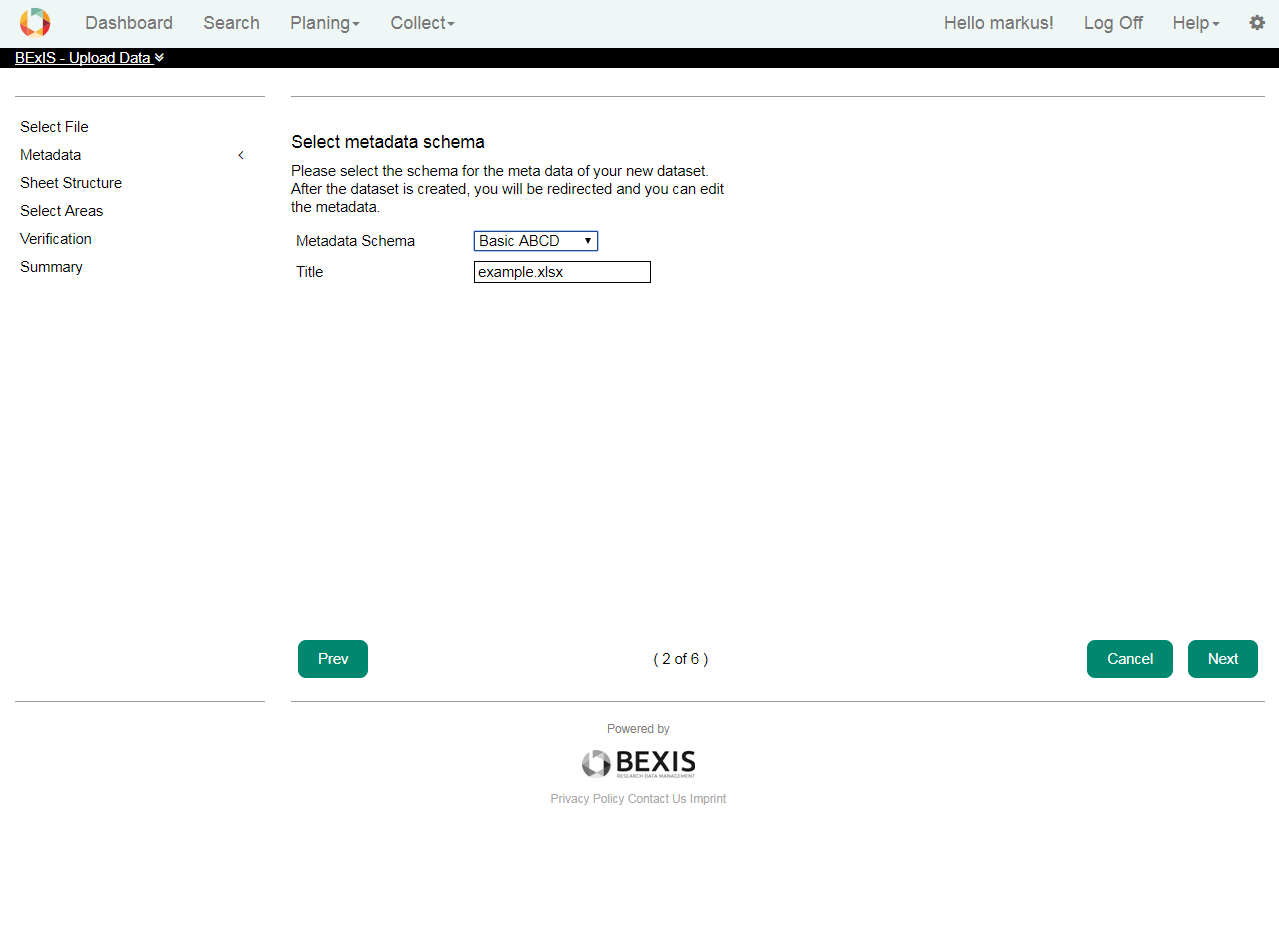 Dashboard Search Planing Collect Hello markus! Log Off Help
BExIS - Upload Data
Select File
Metadata <
Sheet Structure
Select Areas
Verification
Summary
Select metadata schema
Please select the schema for the meta data of your new dataset.
After the dataset is created, you will be redirected and you can edit
the metadata.
Metadata Schema Basic ABCD
Title example.xlsx
Prev ( 2 of 6 ) Cancel Next
Powered by
BEXIS
RESEARCH DATA MANAGEMENT
Privacy Policy Contact Us Imprint